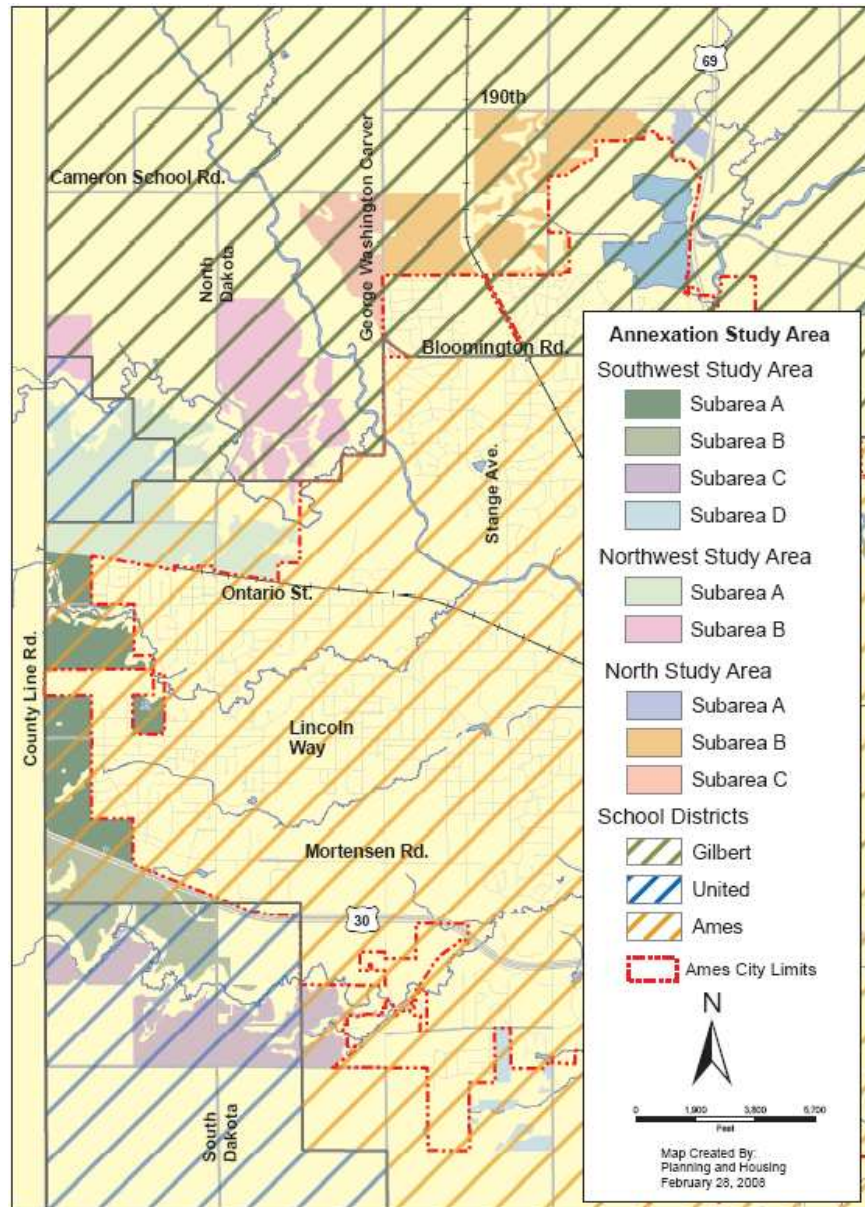 69
190th
Cameron School Rd.
George Washington Carver
North
Dakota
Bloomington Rd.
Stange Ave.
Ontario St.
County Line Rd.
Lincoln
Way
Mortensen Rd.
30
South
Dakota
Annexation Study Area
Southwest Study Area
Subarea A
Subarea B
Subarea C
Subarea D
Northwest Study Area
Subarea A
Subarea B
North Study Area
Subarea A
Subarea B
Subarea C
School Districts
Gilbert
United
Ames
Ames City Limits
N
0 1,900 3,800 5,700
Feet
Map Created By:
Planning and Housing
February 28, 2008